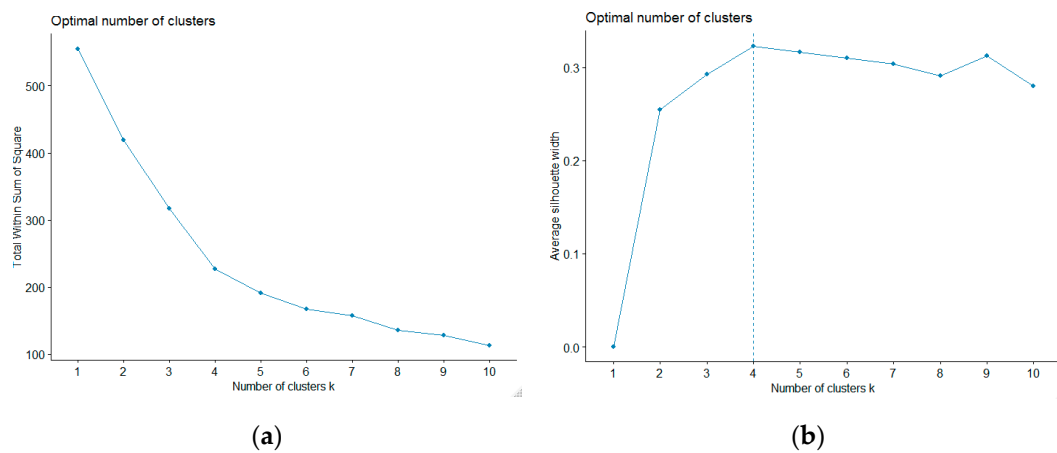 Optimal number of clusters
Total Within Sum of Square
500
400
300
200
100
1 2 3 4 5 6 7 8 9 10
Number of clusters k
(a)
Optimal number of clusters
Average silhouette width
0.3
0.2
0.1
0.0
1 2 3 4 5 6 7 8 9 10
Number of clusters k
(b)